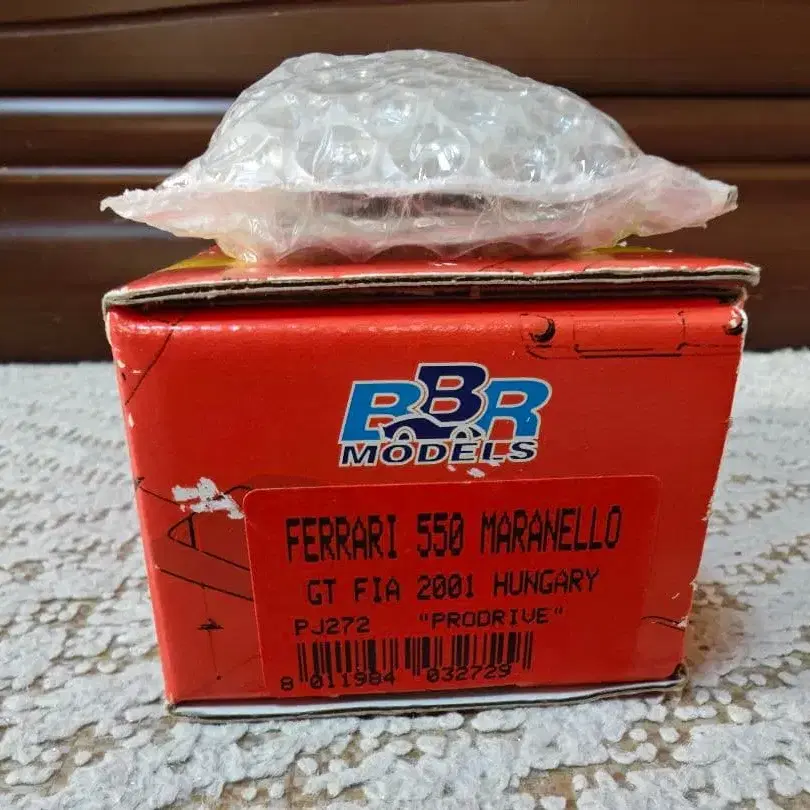 BBR
MODELS
FERRARI 550 MARANELLO
GT FIA 2001 HUNGARY
PJ272 "PRODRIVE"
8 011984 032729